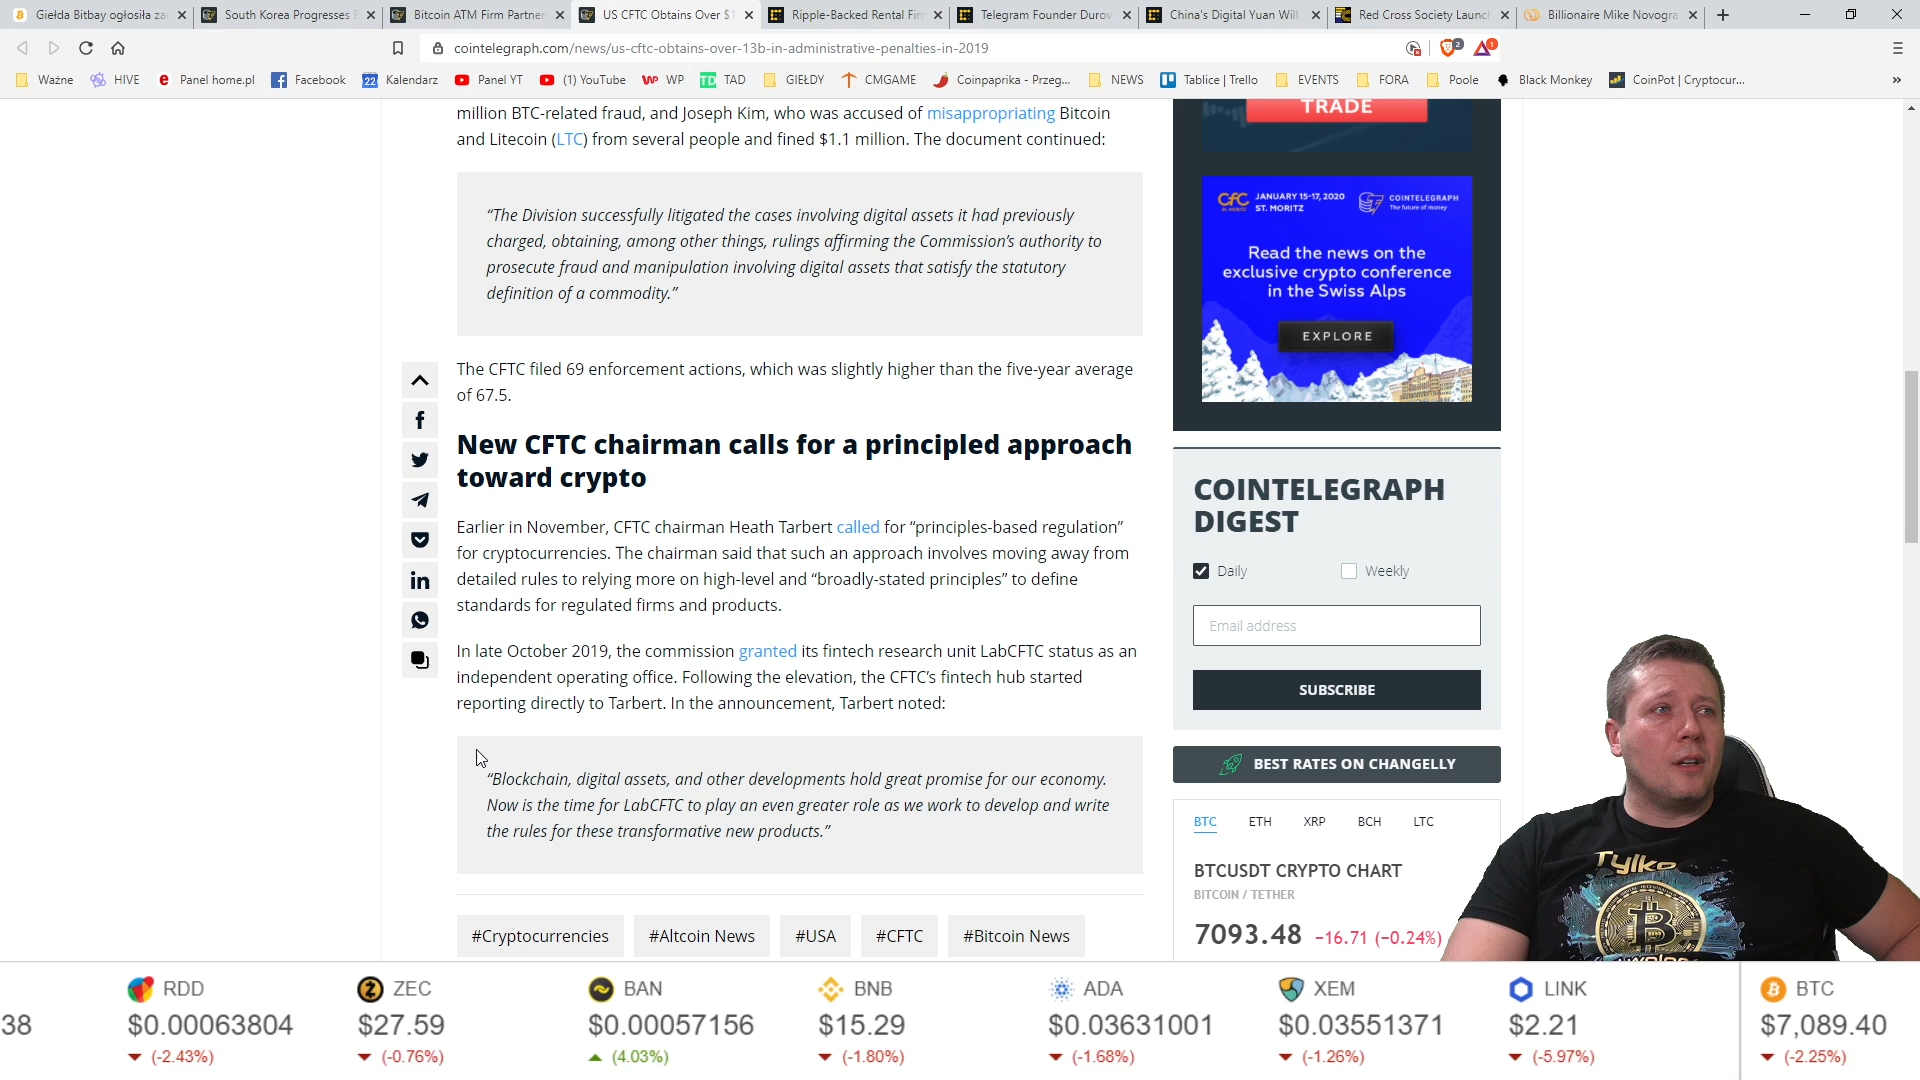 Giełda Bitbay ogłosiła za
South Korea Progresses
Bitcoin ATM Firm Partner
US CFTC Obtains Over $1
Ripple-Backed Rental Fir
Telegram Founder Durov
China's Digital Yuan Will
Red Cross Society Launc
Billionaire Mike Novogra
cointelegraph.com/news/us-cftc-obtains-over-13b-in-administrative-penalties-in-2019
2
1
Ważne
HIVE
Panel home.pl
Facebook
22
Kalendarz
Panel YT
(1) YouTube
WP
WP
TD
TAD
GIEŁDY
CMGAME
Coinpaprika - Przeg...
NEWS
Tablice | Trello
EVENTS
FORA
Poole
Black Monkey
CoinPot | Cryptocur...
»
million BTC-related fraud, and Joseph Kim, who was accused of misappropriating Bitcoin
and Litecoin (LTC) from several people and fined $1.1 million. The document continued:
“The Division successfully litigated the cases involving digital assets it had previously
charged, obtaining, among other things, rulings affirming the Commission’s authority to
prosecute fraud and manipulation involving digital assets that satisfy the statutory
definition of a commodity.”
The CFTC filed 69 enforcement actions, which was slightly higher than the five-year average
of 67.5.
New CFTC chairman calls for a principled approach
toward crypto
Earlier in November, CFTC chairman Heath Tarbert called for “principles-based regulation”
for cryptocurrencies. The chairman said that such an approach involves moving away from
detailed rules to relying more on high-level and “broadly-stated principles” to define
standards for regulated firms and products.
In late October 2019, the commission granted its fintech research unit LabCFTC status as an
independent operating office. Following the elevation, the CFTC’s fintech hub started
reporting directly to Tarbert. In the announcement, Tarbert noted:
“Blockchain, digital assets, and other developments hold great promise for our economy.
Now is the time for LabCFTC to play an even greater role as we work to develop and write
the rules for these transformative new products.”
#Cryptocurrencies
#Altcoin News
#USA
#CFTC
#Bitcoin News
TRADE
CfC
ST. MORITZ
JANUARY 15-17, 2020
ST. MORITZ
COINTELEGRAPH
The future of money
Read the news on the
exclusive crypto conference
in the Swiss Alps
EXPLORE
COINTELEGRAPH
DIGEST
Daily
Weekly
Email address
SUBSCRIBE
BEST RATES ON CHANGELLY
BTC
ETH
XRP
BCH
LTC
BTCUSDT CRYPTO CHART
BITCOIN / TETHER
7093.48 −16.71 (−0.24%)
Tylko
38
RDD
$0.00063804
(-2.43%)
ZEC
$27.59
(-0.76%)
BAN
$0.00057156
(4.03%)
BNB
$15.29
(-1.80%)
ADA
$0.03631001
(-1.68%)
XEM
$0.03551371
(-1.26%)
LINK
$2.21
(-5.97%)
BTC
$7,089.40
(-2.25%)